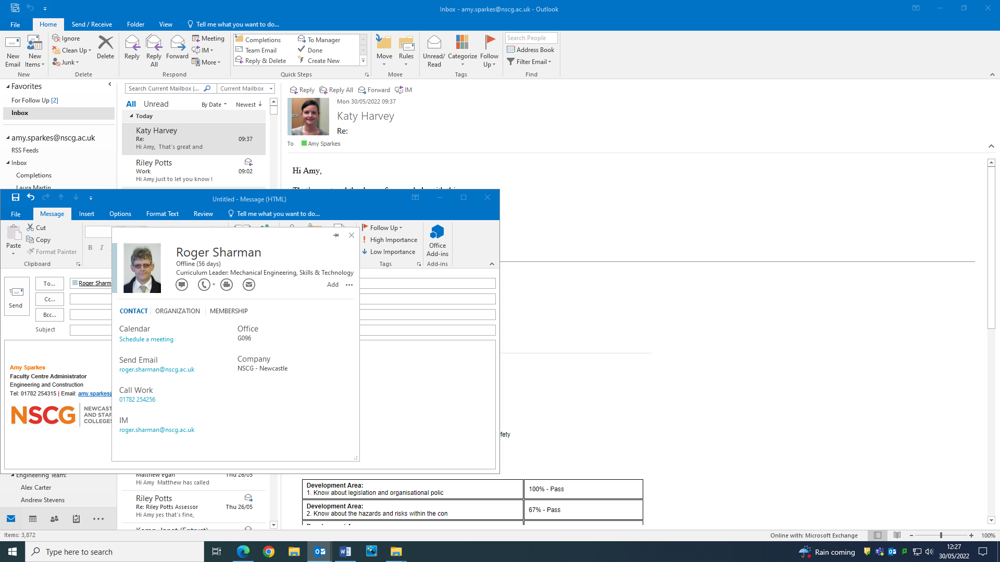 Inbox - amy.sparkes@nscg.ac.uk - Outlook
File Home Send / Receive Folder View Tell me what you want to do...
New Email
New Items
Ignore
Clean Up
Junk
Delete
Reply
Reply All
Forward
Meeting
IM
More
Completions
Team Email
Reply & Delete
To Manager
Done
Create New
Move
Rules
Unread/ Read
Categorize
Follow Up
Search People
Address Book
Filter Email
New Delete Respond Quick Steps Move Tags Find
Favorites
For Follow Up [2]
Inbox
amy.sparkes@nscg.ac.uk
RSS Feeds
Inbox
Completions
Laura Martin
Search Current Mailbox (... Current Mailbox
All Unread By Date Newest
Today
Katy Harvey
Re: 09:37
Hi Amy, That's great and
Riley Potts
Work 09:02
Hi Amy just to let you know I
Reply Reply All Forward IM
Mon 30/05/2022 09:37
Katy Harvey
Re:
To Amy Sparkes
Hi Amy,
Untitled - Message (HTML)
File Message Insert Options Format Text Review Tell me what you want to do...
Paste
Cut
Copy
Format Painter
Clipboard
B I
Follow Up
High Importance
Low Importance
Tags
Office Add-ins
Add-ins
Send
To... Roger Sharm
Cc...
Bcc...
Subject
Roger Sharman
Offline (56 days)
Curriculum Leader: Mechanical Engineering, Skills & Technology
Add
CONTACT ORGANIZATION MEMBERSHIP
Calendar
Schedule a meeting
Office
G096
Send Email
roger.sharman@nscg.ac.uk
Company
NSCG - Newcastle
Call Work
01782 254256
IM
roger.sharman@nscg.ac.uk
Amy Sparkes
Faculty Centre Administrator
Engineering and Construction
Tel: 01782 254315 | Email: amy.sparkes@
NSCG NEWCAST
AND STAF
COLLEGES
fety
Engineering Team:
Alex Carter
Andrew Stevens
Matthew egan Thu 26/05
Hi Amy Matthew has called
Riley Potts
Re: Riley Potts Assessor Thu 26/05
Hi Amy yes that's fine,
Development Area:
1. Know about legislation and organisational polic
100% - Pass
Development Area:
2. Know about the hazards and risks within the con
67% - Pass
Items: 3,872
Online with: Microsoft Exchange
100%
Type here to search
Rain coming
12:27
30/05/2022